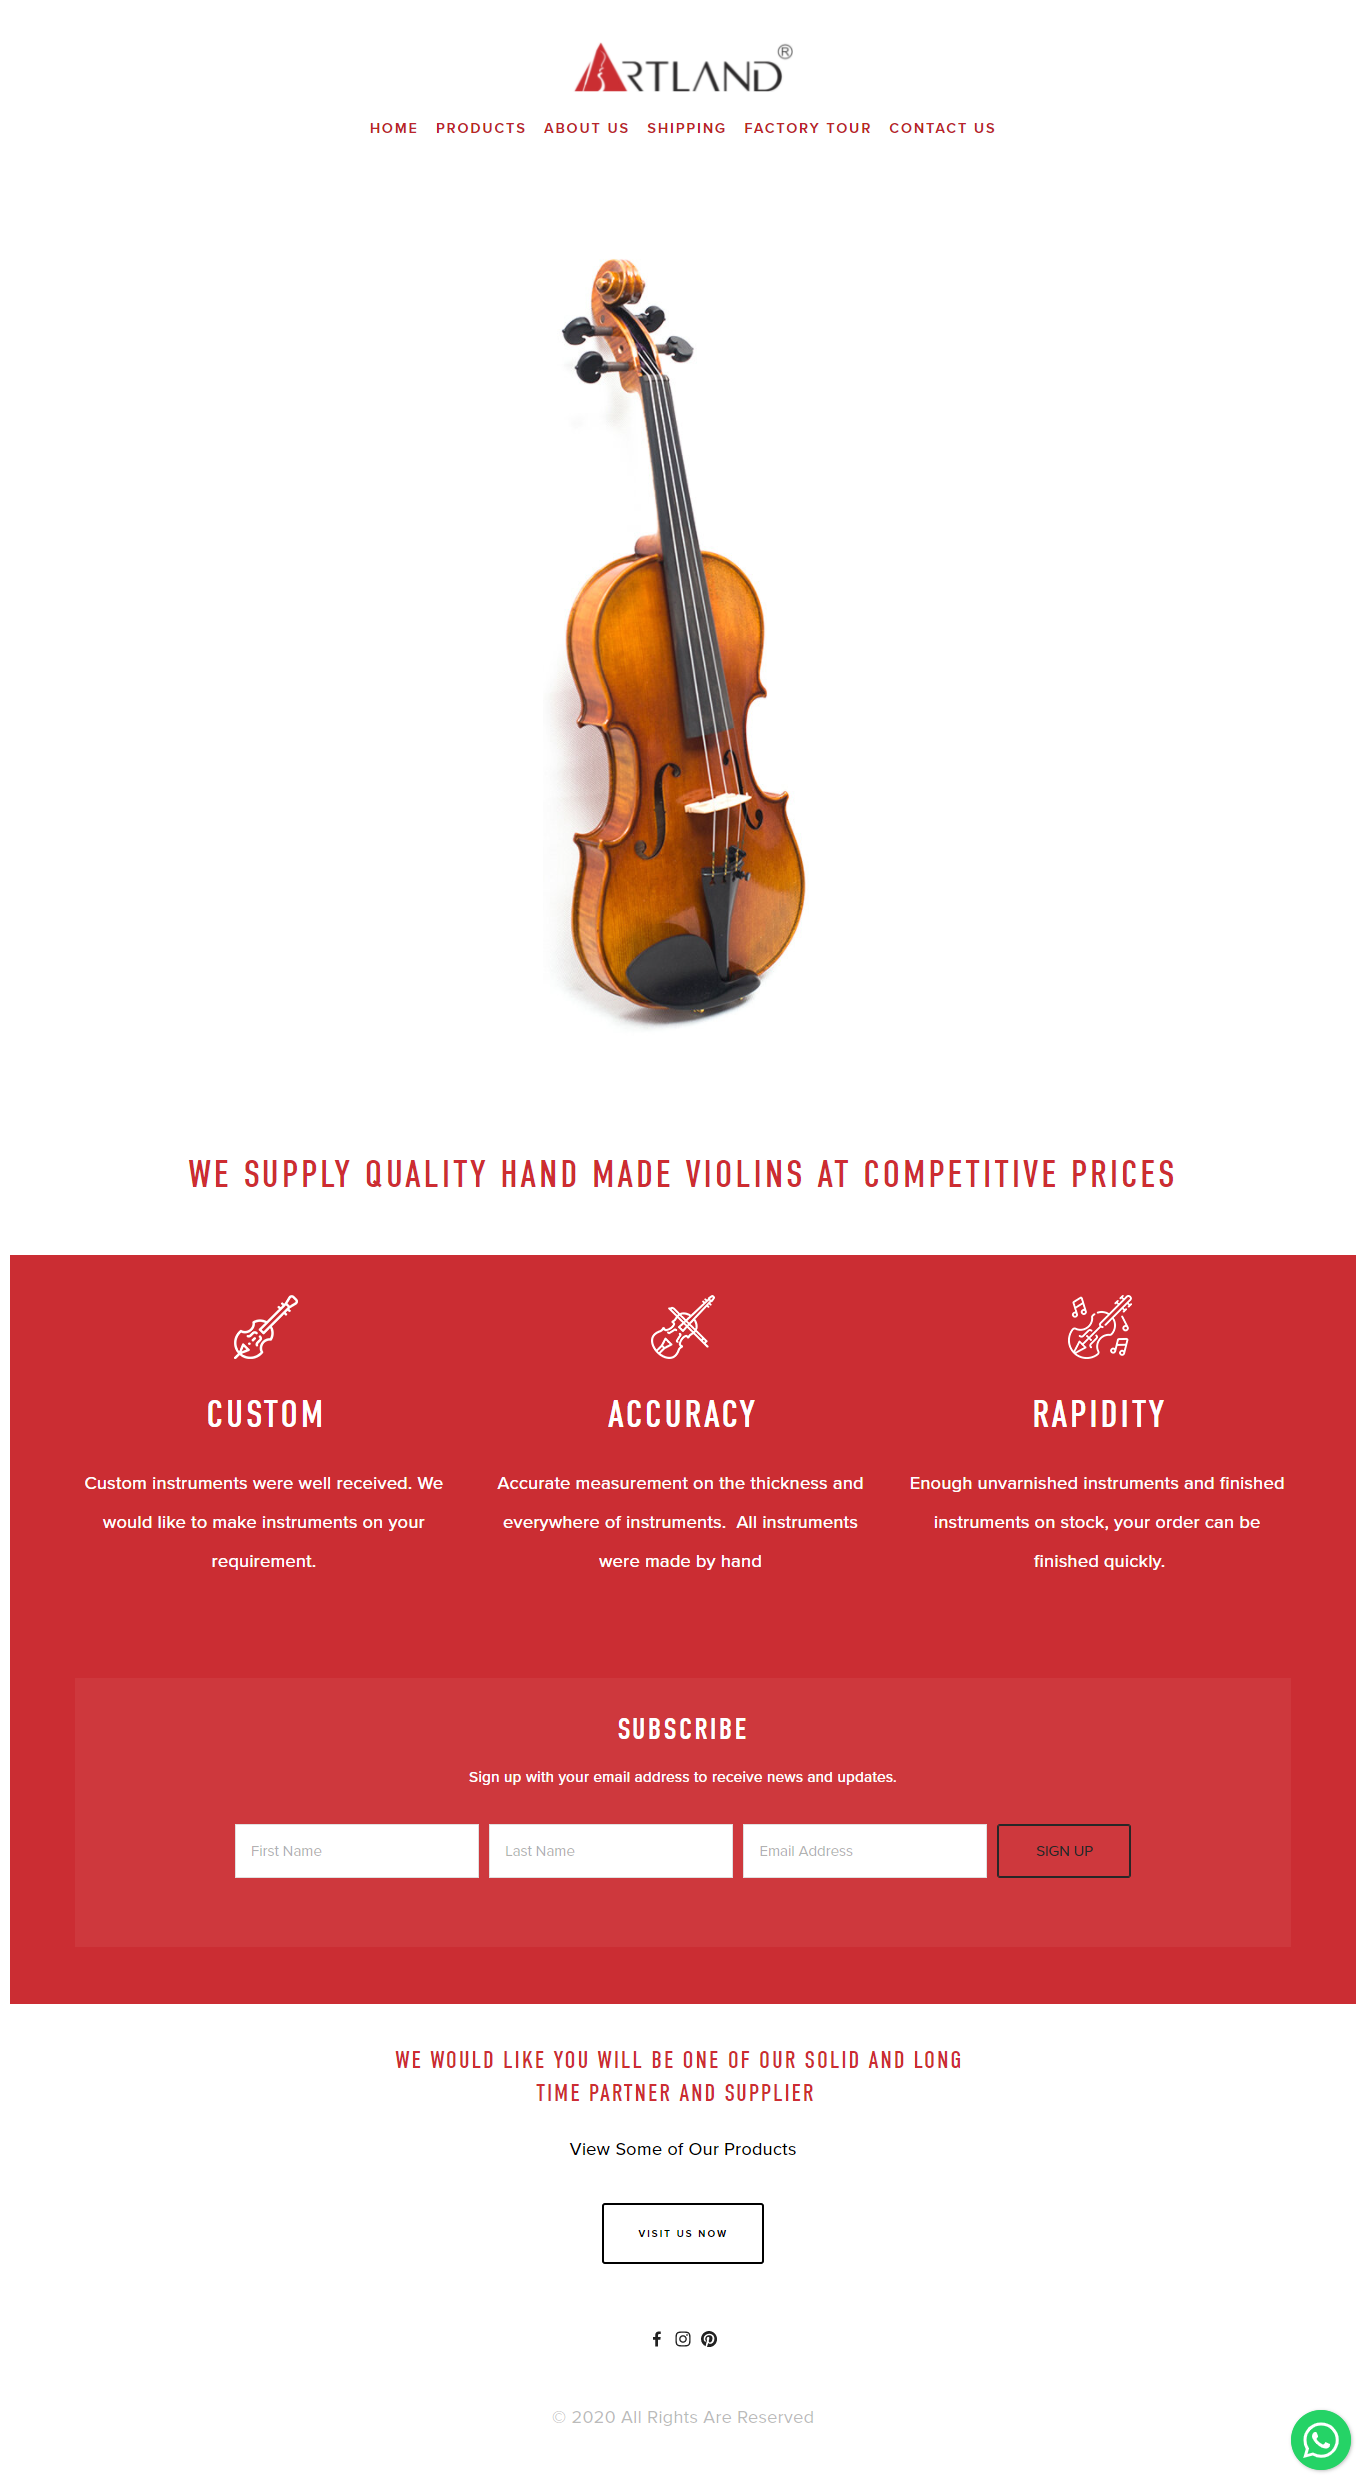 ARTLAND®
HOME PRODUCTS ABOUT US SHIPPING FACTORY TOUR CONTACT US
WE SUPPLY QUALITY HAND MADE VIOLINS AT COMPETITIVE PRICES
CUSTOM
Custom instruments were well received. We
would like to make instruments on your
requirement.
ACCURACY
Accurate measurement on the thickness and
everywhere of instruments.  All instruments
were made by hand
RAPIDITY
Enough unvarnished instruments and finished
instruments on stock, your order can be
finished quickly.
SUBSCRIBE
Sign up with your email address to receive news and updates.
First Name Last Name Email Address SIGN UP
WE WOULD LIKE YOU WILL BE ONE OF OUR SOLID AND LONG
TIME PARTNER AND SUPPLIER
View Some of Our Products
VISIT US NOW
© 2020 All Rights Are Reserved